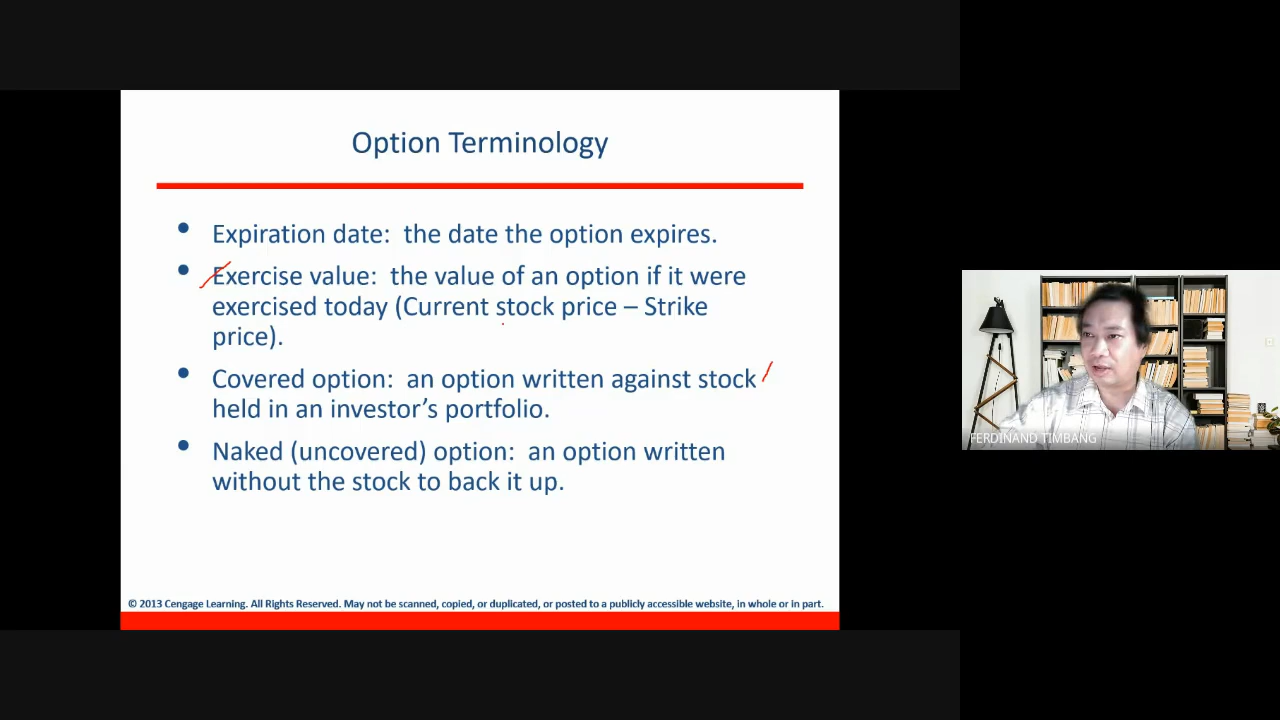 Option Terminology
• Expiration date: the date the option expires.
• Exercise value: the value of an option if it were
exercised today (Current stock price – Strike
price).
• Covered option: an option written against stock
held in an investor’s portfolio.
• Naked (uncovered) option: an option written
without the stock to back it up.
© 2013 Cengage Learning. All Rights Reserved. May not be scanned, copied, or duplicated, or posted to a publicly accessible website, in whole or in part.
FERDINAND TIMBANG